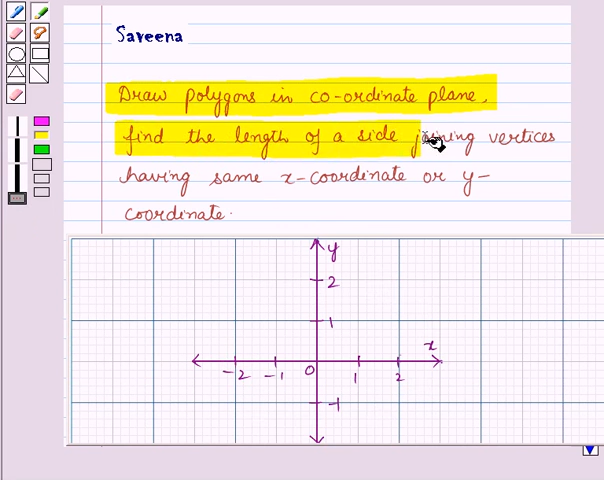 Saveena
Draw polygons in co-ordinate plane,
find the length of a side joining vertices
having same x-coordinate or y-
coordinate.
y
2
1
x
-2 -1 0 1 2
-1